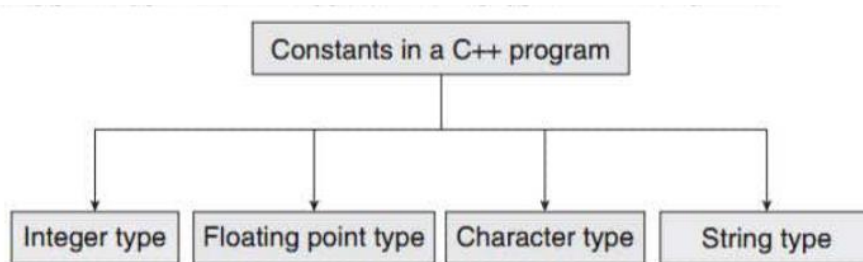 Constants in a C++ program
Integer type
Floating point type
Character type
String type